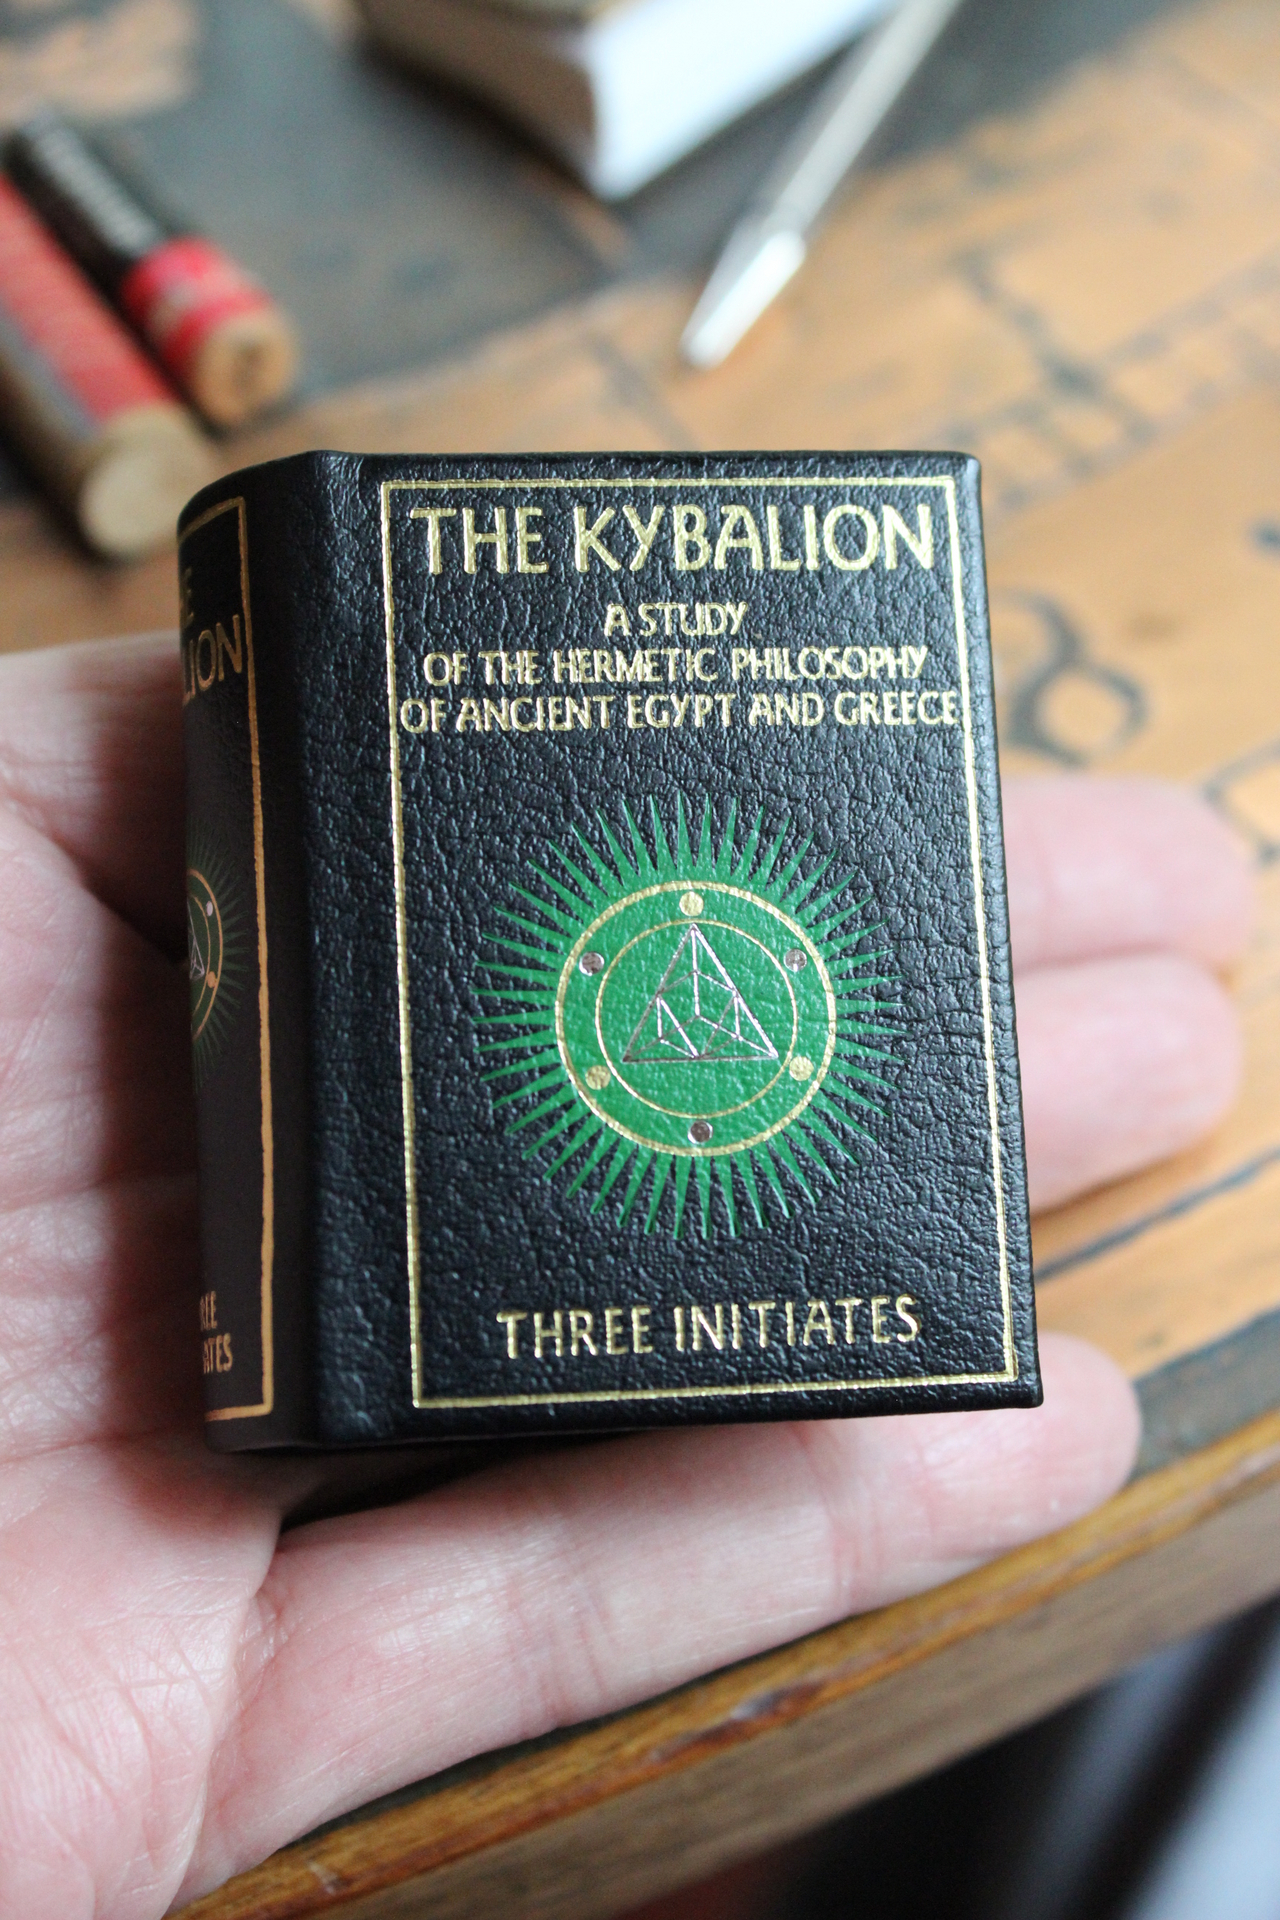 THE KYBALION
A STUDY
OF THE HERMETIC PHILOSOPHY
OF ANCIENT EGYPT AND GREECE
THREE INITIATES